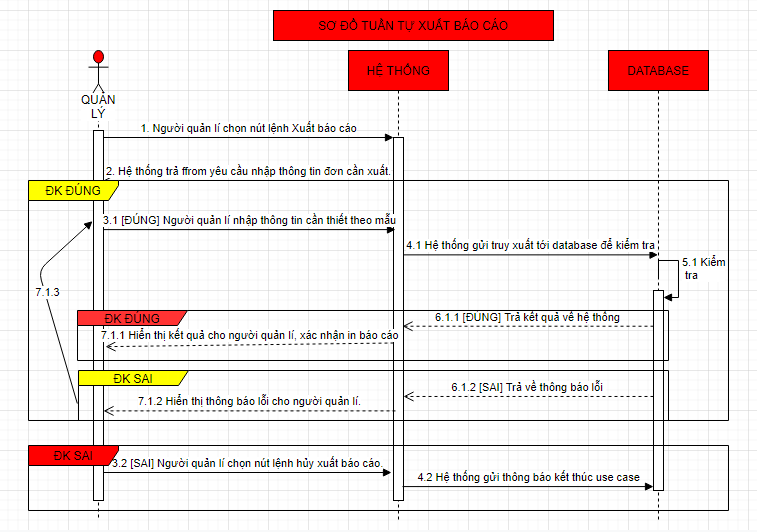 SƠ ĐỒ TUẦN TỰ XUẤT BÁO CÁO
HỆ THỐNG
DATABASE
QUẢN
LÝ
1. Người quản lí chọn nút lệnh Xuất báo cáo
2. Hệ thống trả ffrom yêu cầu nhập thông tin đơn cần xuất.
ĐK ĐÚNG
3.1 [ĐÚNG] Người quản lí nhập thông tin cần thiết theo mẫu
4.1 Hệ thống gửi truy xuất tới database để kiểm tra
5.1 Kiểm
tra
7.1.3
ĐK ĐÚNG
6.1.1 [ĐÚNG] Trả kết quả về hệ thống
7.1.1 Hiển thị kết quả cho người quản lí, xác nhận in báo cáo
ĐK SAI
6.1.2 [SAI] Trả về thông báo lỗi
7.1.2 Hiển thị thông báo lỗi cho người quản lí.
ĐK SAI
3.2 [SAI] Người quản lí chọn nút lệnh hủy xuất báo cáo.
4.2 Hệ thống gửi thông báo kết thúc use case